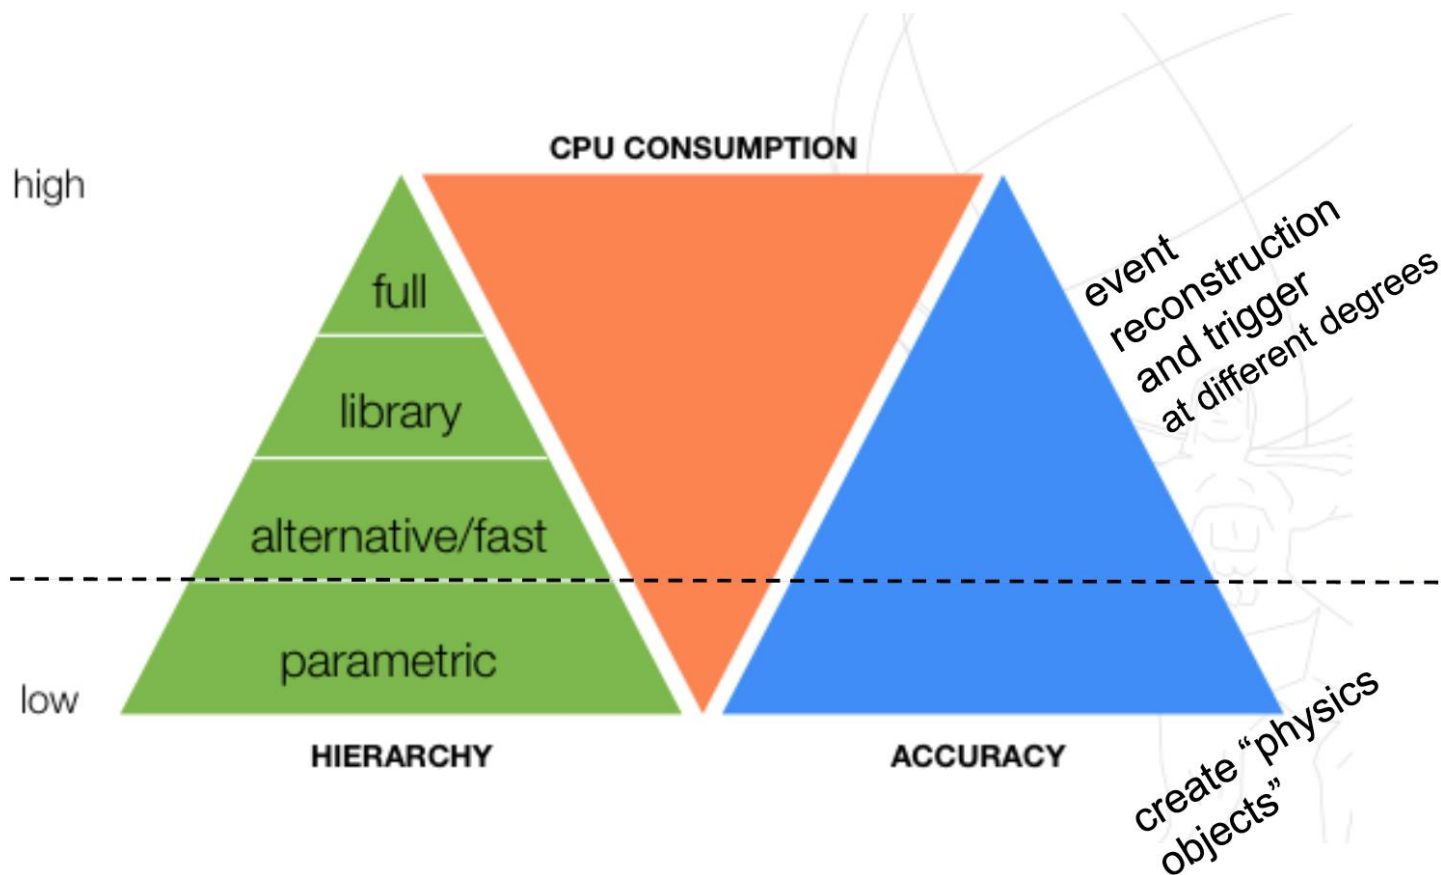 CPU CONSUMPTION
high
full
library
alternative/fast
parametric
low
HIERARCHY
ACCURACY
event
reconstruction
and trigger
at different degrees
create “physics
objects”